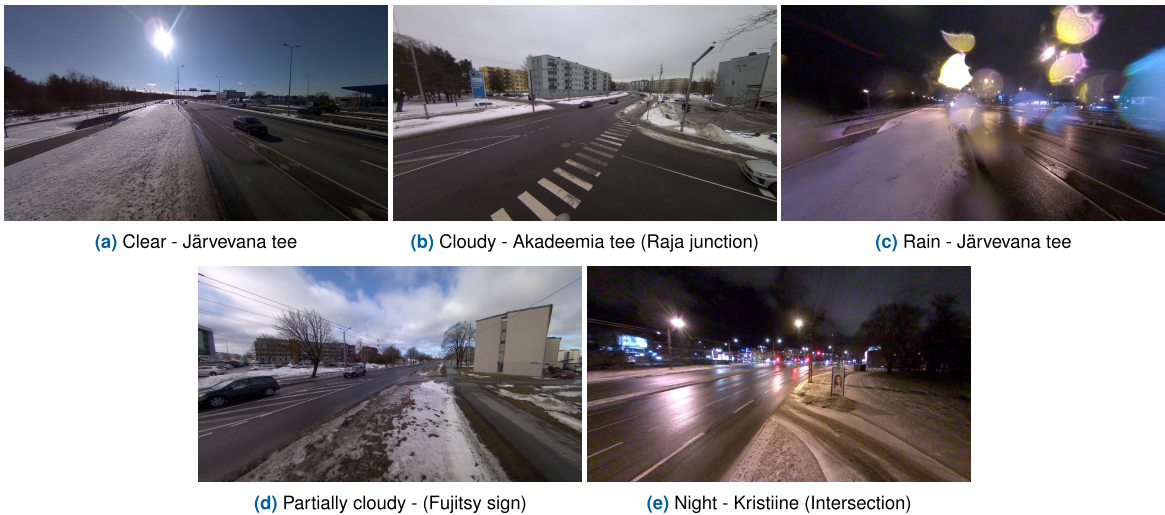 (a) Clear - Järvevana tee
(b) Cloudy - Akadeemia tee (Raja junction)
(c) Rain - Järvevana tee
(d) Partially cloudy - (Fujitsy sign)
(e) Night - Kristiine (Intersection)